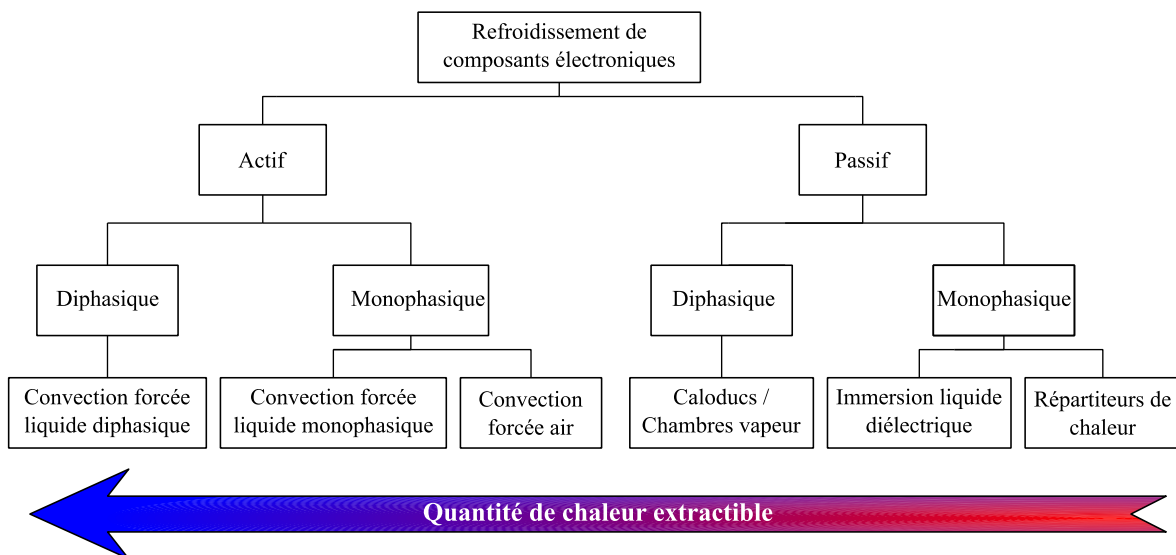 Refroidissement de
composants électroniques
Actif
Passif
Diphasique
Monophasique
Diphasique
Monophasique
Convection forcée
liquide diphasique
Convection forcée
liquide monophasique
Convection
forcée air
Caloducs /
Chambres vapeur
Immersion liquide
diélectrique
Répartiteurs de
chaleur
Quantité de chaleur extractible